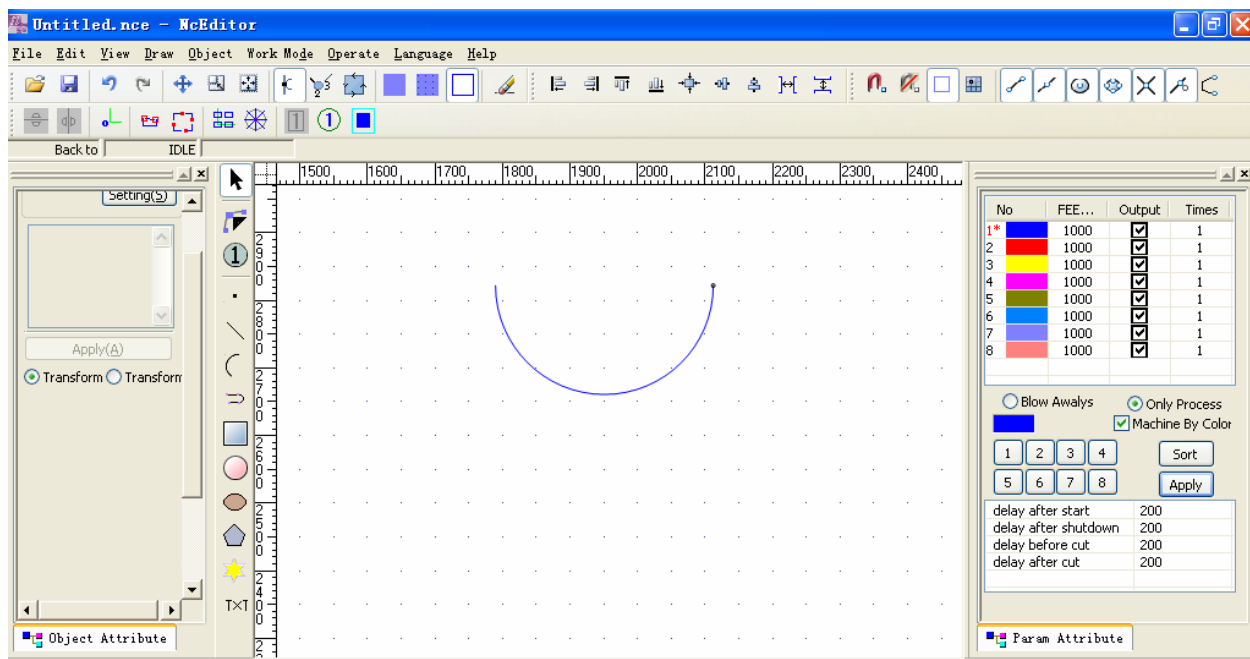 Untitled.nce - NcEditor
File Edit View Draw Object Work Mode Operate Language Help
1 1
Back to IDLE
Setting(S)
Apply(A)
Transform Transform
Object Attribute
1
T×T
1500 1600 1700 1800 1900 2000 2100 2200 2300 2400
2900
2800
2700
2600
2500
2400
2
No FEE... Output Times
1* 1000 1
2 1000 1
3 1000 1
4 1000 1
5 1000 1
6 1000 1
7 1000 1
8 1000 1
Blow Awalys Only Process
Machine By Color
1 2 3 4 Sort
5 6 7 8 Apply
delay after start 200
delay after shutdown 200
delay before cut 200
delay after cut 200
Param Attribute